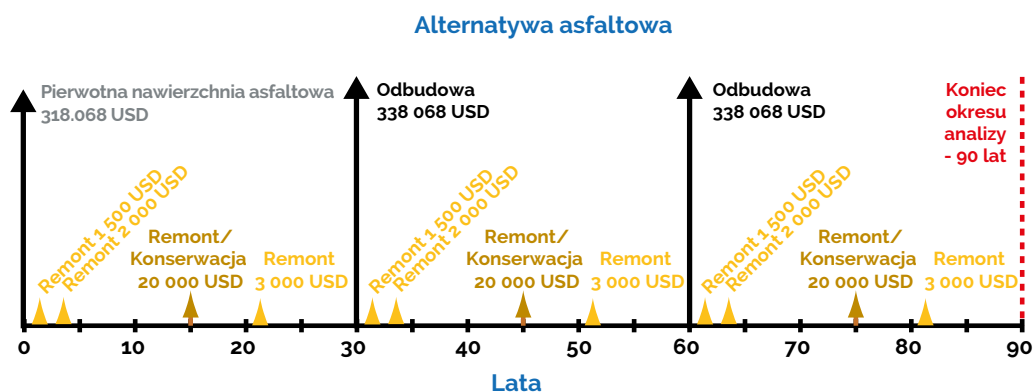 Alternatywa asfaltowa
Pierwotna nawierzchnia asfaltowa
318.068 USD
Odbudowa
338 068 USD
Odbudowa
338 068 USD
Koniec
okresu
analizy
- 90 lat
Remont 1 500 USD
Remont 2 000 USD
Remont/
Konserwacja
20 000 USD
Remont
3 000 USD
Remont 1 500 USD
Remont 2 000 USD
Remont/
Konserwacja
20 000 USD
Remont
3 000 USD
Remont 1 500 USD
Remont 2 000 USD
Remont/
Konserwacja
20 000 USD
Remont
3 000 USD
0 10 20 30 40 50 60 70 80 90
Lata